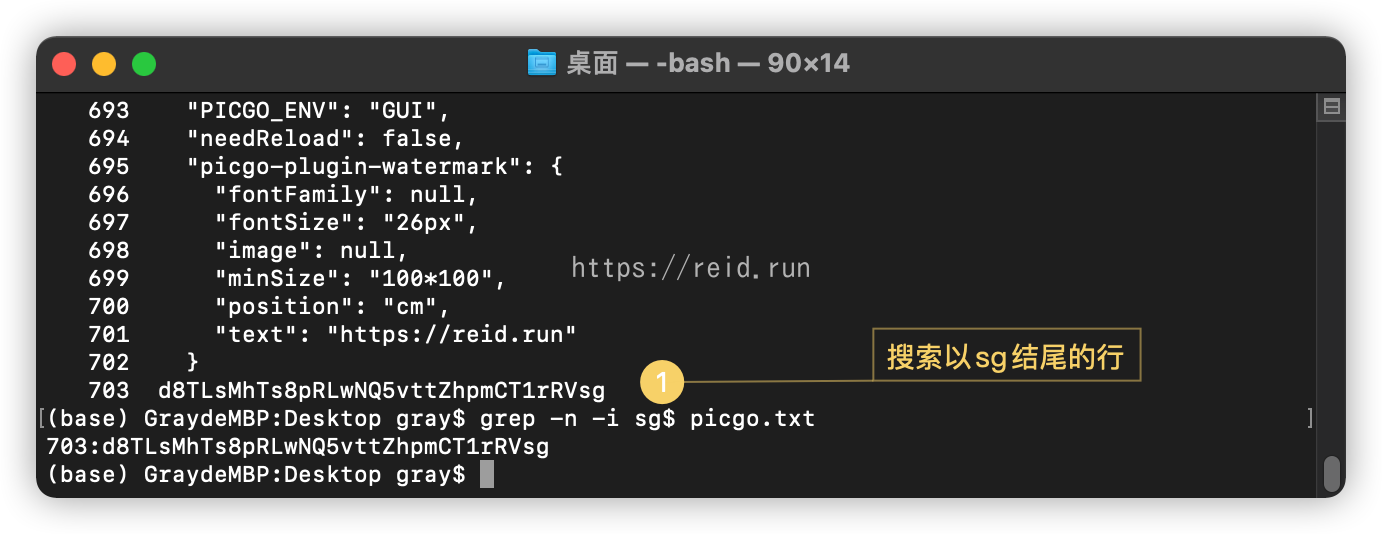 桌面 — -bash — 90×14
693 "PICGO_ENV": "GUI",
694 "needReload": false,
695 "picgo-plugin-watermark": {
696 "fontFamily": null,
697 "fontSize": "26px",
698 "image": null,
699 "minSize": "100*100",
https://reid.run
700 "position": "cm",
701 "text": "https://reid.run"
搜索以sg结尾的行
702 }
703 d8TLsMhTs8pRLwNQ5vttZhpmCT1rRVsg
1
[(base) GraydeMBP:Desktop gray$ grep -n -i sg$ picgo.txt ]
703:d8TLsMhTs8pRLwNQ5vttZhpmCT1rRVsg
(base) GraydeMBP:Desktop gray$